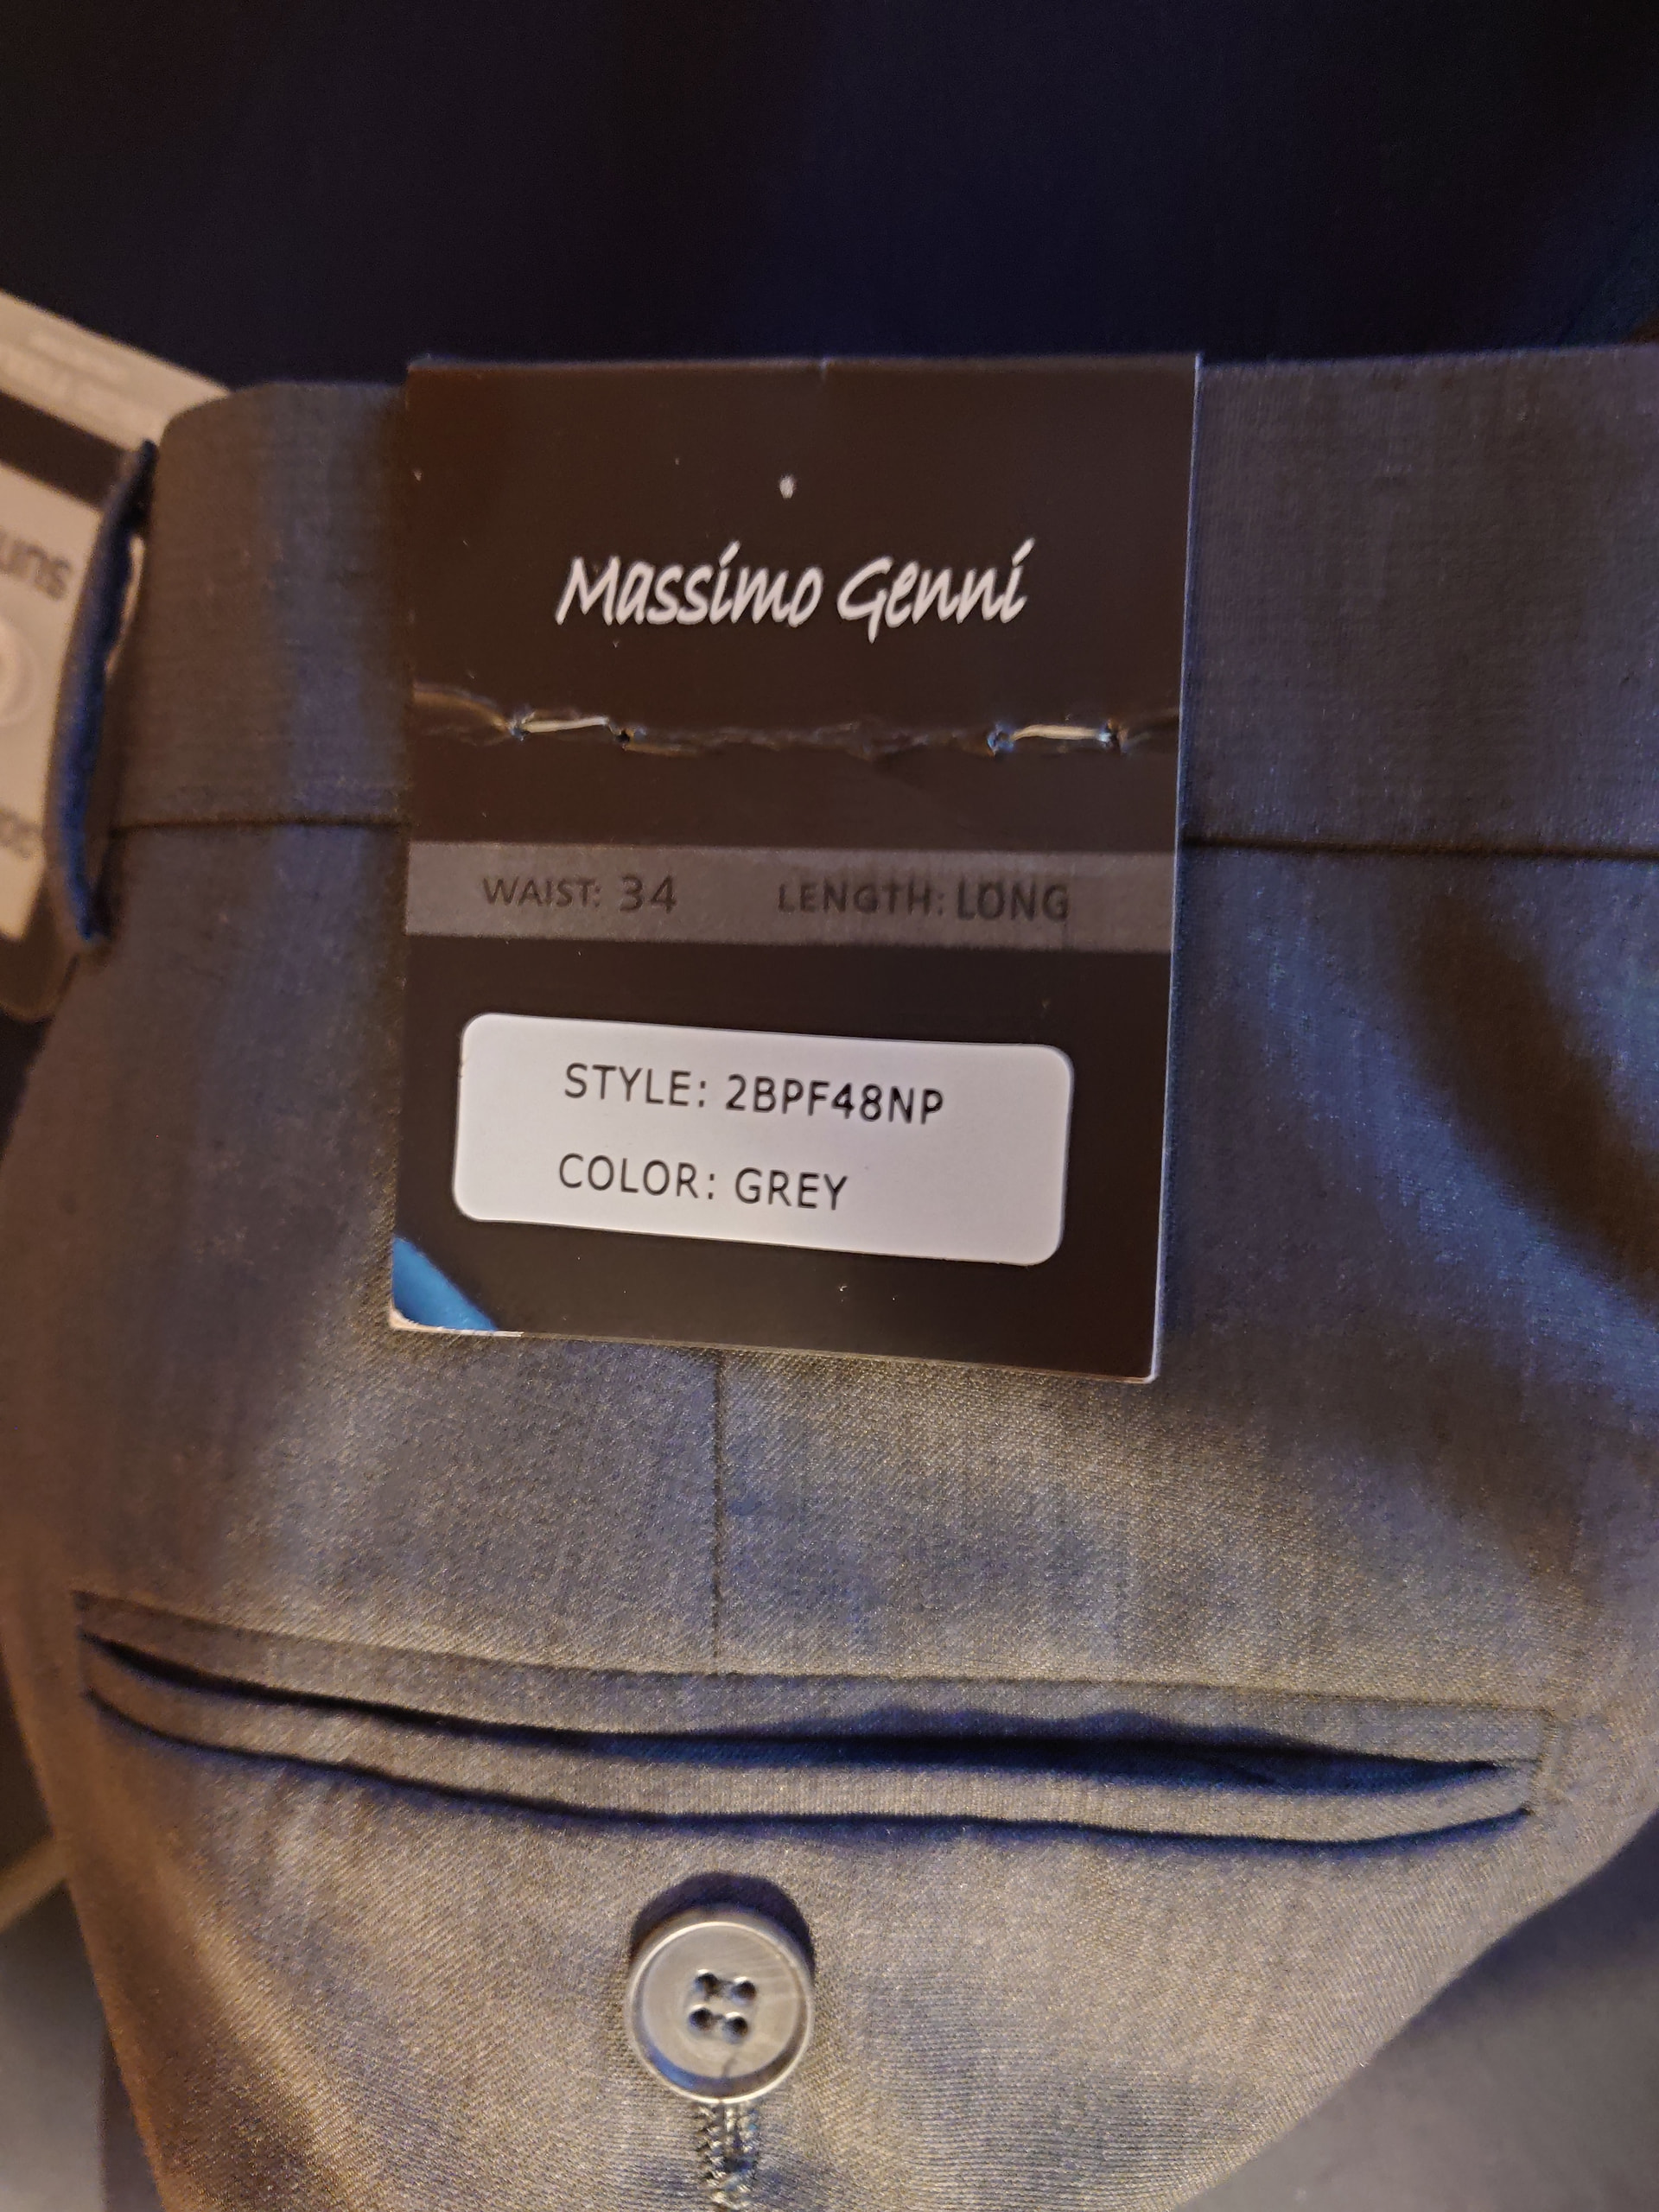 Massimo Genni
WAIST: 34 LENGTH: LONG
STYLE: 2BPF48NP
COLOR: GREY